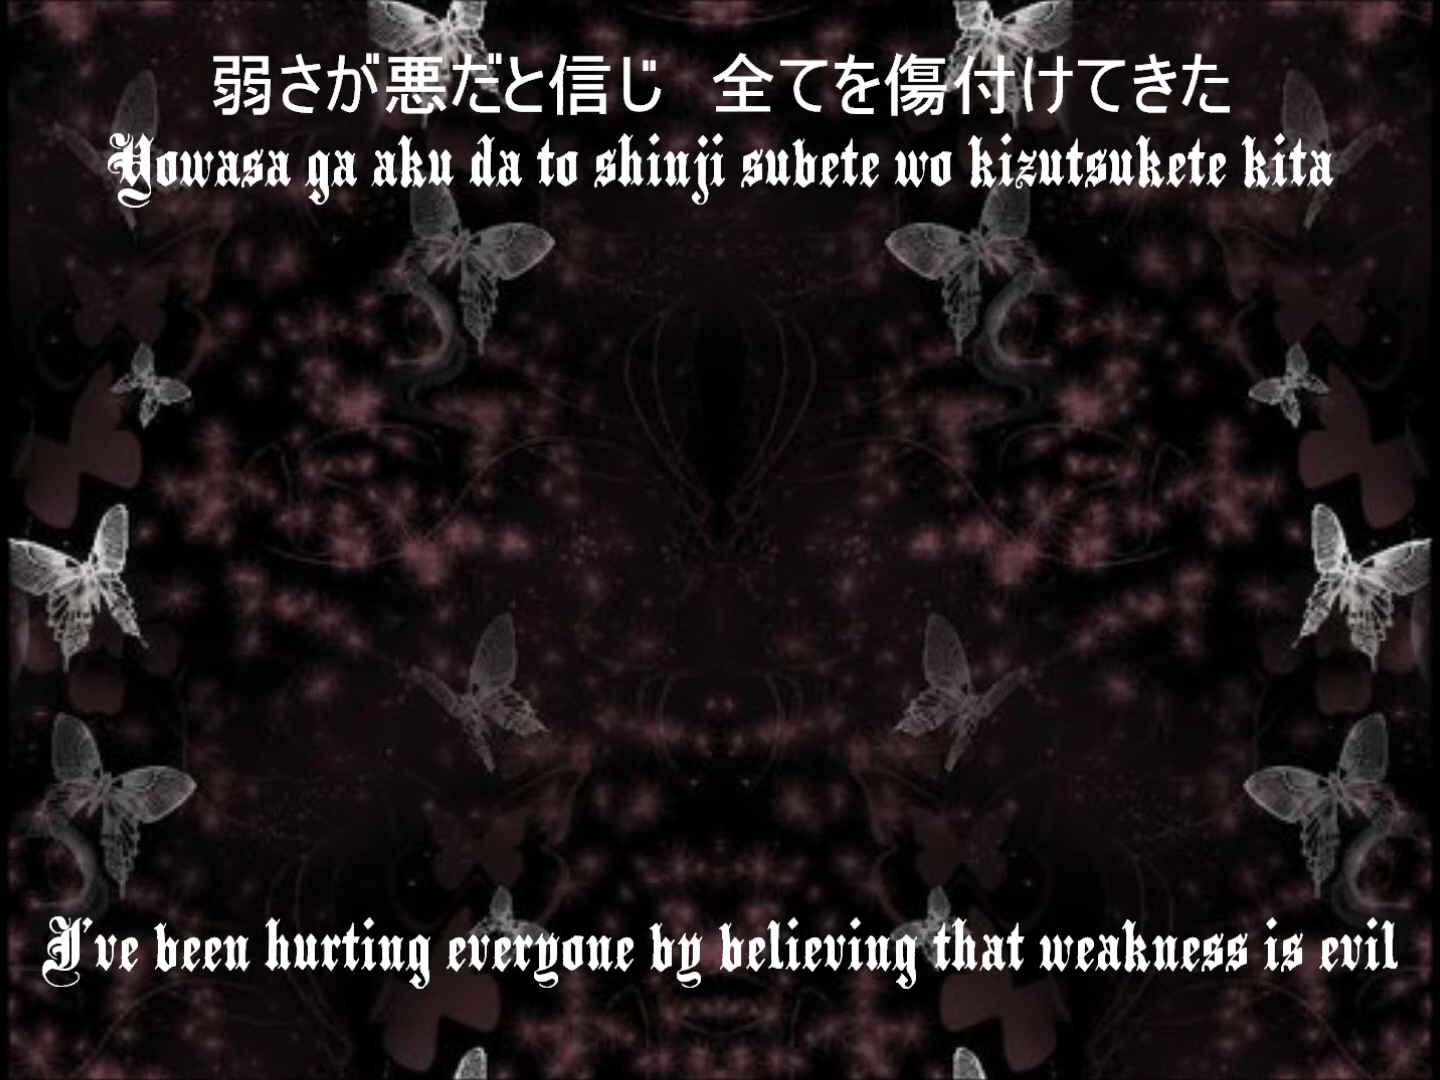 弱さが悪だと信じ　全てを傷付けてきた
Yowasa ga aku da to shinji subete wo kizutsukete kita
I've been hurting everyone by believing that weakness is evil